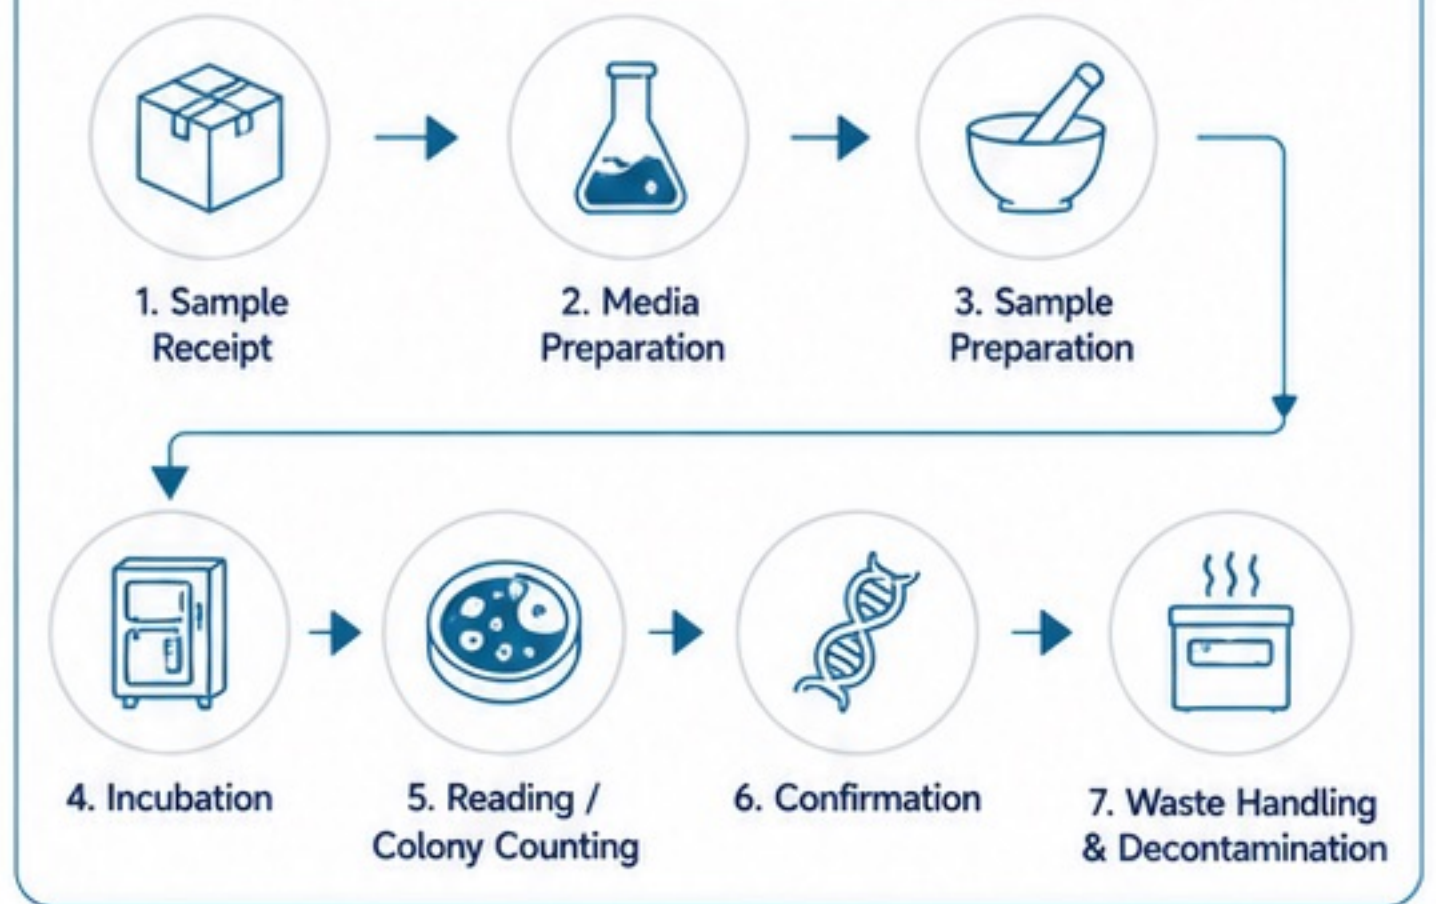 1. Sample
Receipt
2. Media
Preparation
3. Sample
Preparation
4. Incubation
5. Reading /
Colony Counting
6. Confirmation
7. Waste Handling
& Decontamination